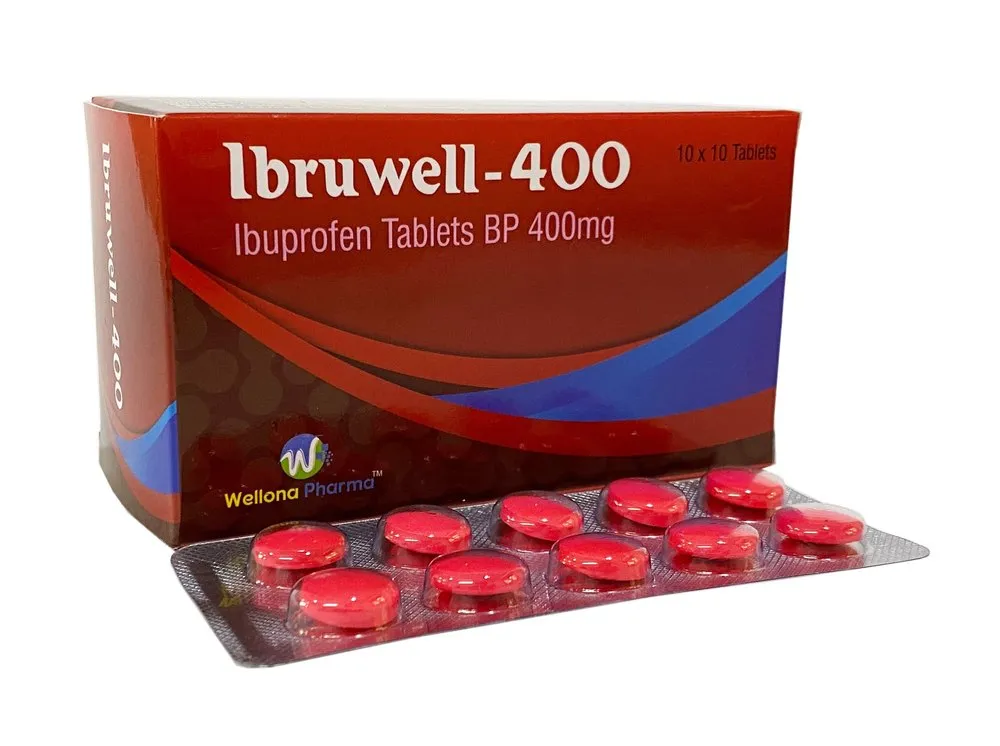 Ibruwell-400
10 x 10 Tablets
Ibuprofen Tablets BP 400mg
Ibruwell-400
W
Wellona Pharma™